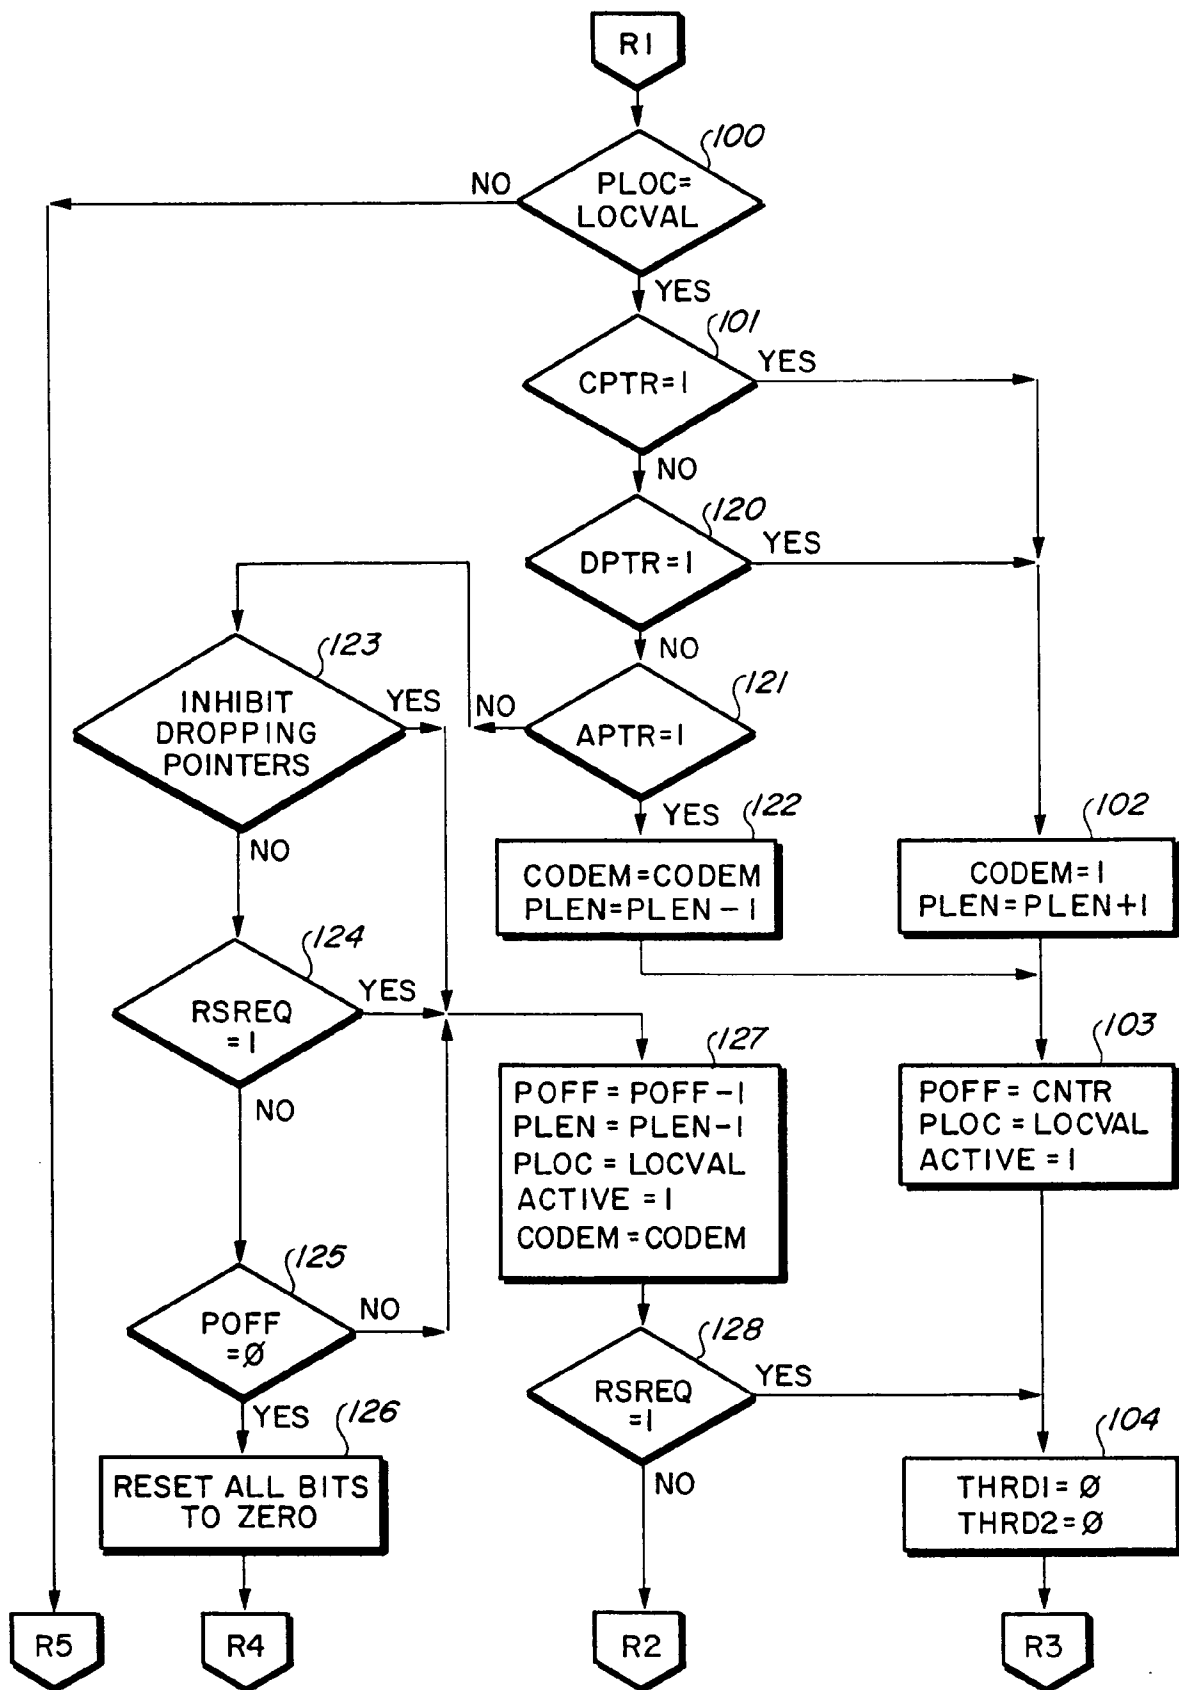 R1
100
PLOC=
LOCVAL
NO
YES
101
CPTR=1
YES
NO
120
DPTR=1
YES
NO
123
INHIBIT
DROPPING
POINTERS
YES
NO
121
APTR=1
NO
YES
122
CODEM=CODEM
PLEN=PLEN-1
102
CODEM=1
PLEN=PLEN+1
124
RSREQ
=1
YES
NO
127
POFF=POFF-1
PLEN=PLEN-1
PLOC=LOCVAL
ACTIVE=1
CODEM=CODEM
103
POFF=CNTR
PLOC=LOCVAL
ACTIVE=1
125
POFF
=Ø
NO
YES
128
RSREQ
=1
YES
NO
126
RESET ALL BITS
TO ZERO
104
THRD1=Ø
THRD2=Ø
R5
R4
R2
R3